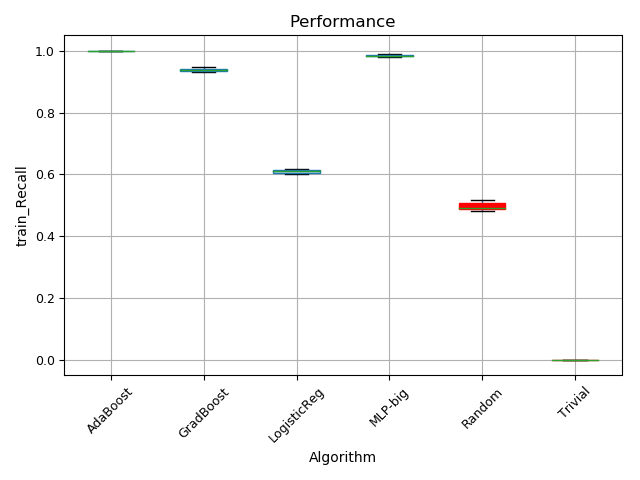 Performance
train_Recall
1.0
0.8
0.6
0.4
0.2
0.0
AdaBoost
GradBoost
LogisticReg
MLP-big
Random
Trivial
Algorithm